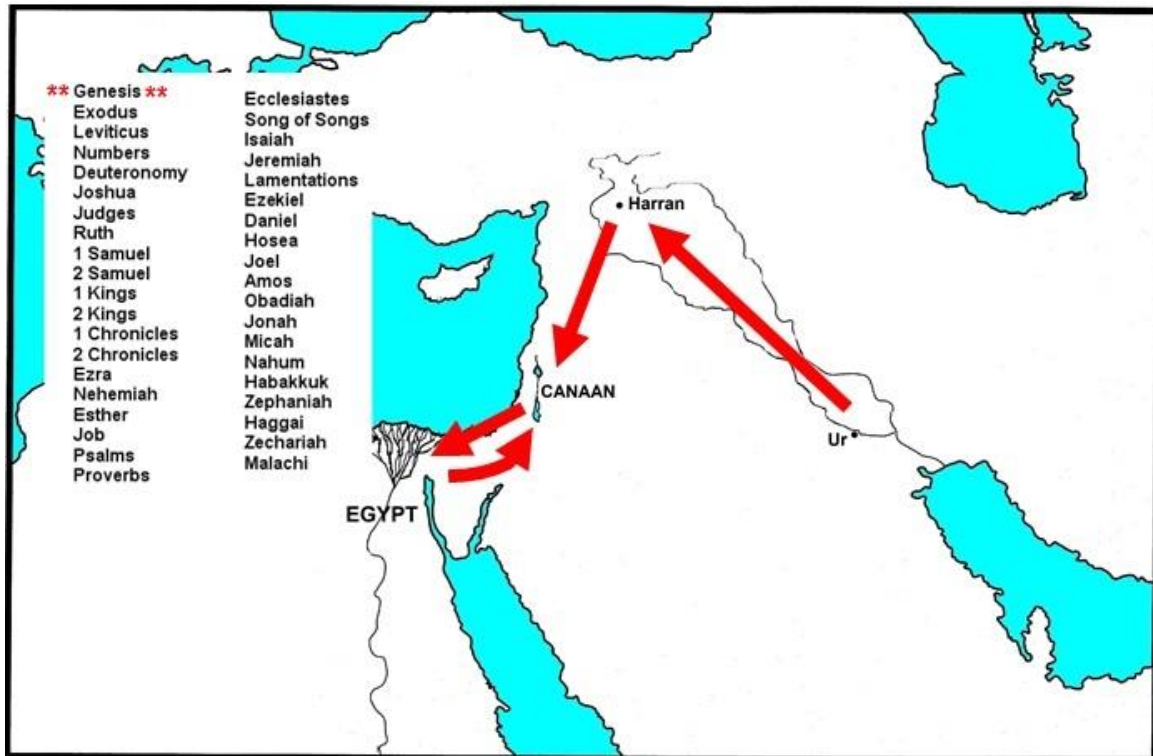 ** Genesis **
Exodus
Leviticus
Numbers
Deuteronomy
Joshua
Judges
Ruth
1 Samuel
2 Samuel
1 Kings
2 Kings
1 Chronicles
2 Chronicles
Ezra
Nehemiah
Esther
Job
Psalms
Proverbs
Ecclesiastes
Song of Songs
Isaiah
Jeremiah
Lamentations
Ezekiel
Daniel
Hosea
Joel
Amos
Obadiah
Jonah
Micah
Nahum
Habakkuk
Zephaniah
Haggai
Zechariah
Malachi
Harran
CANAAN
Ur
EGYPT